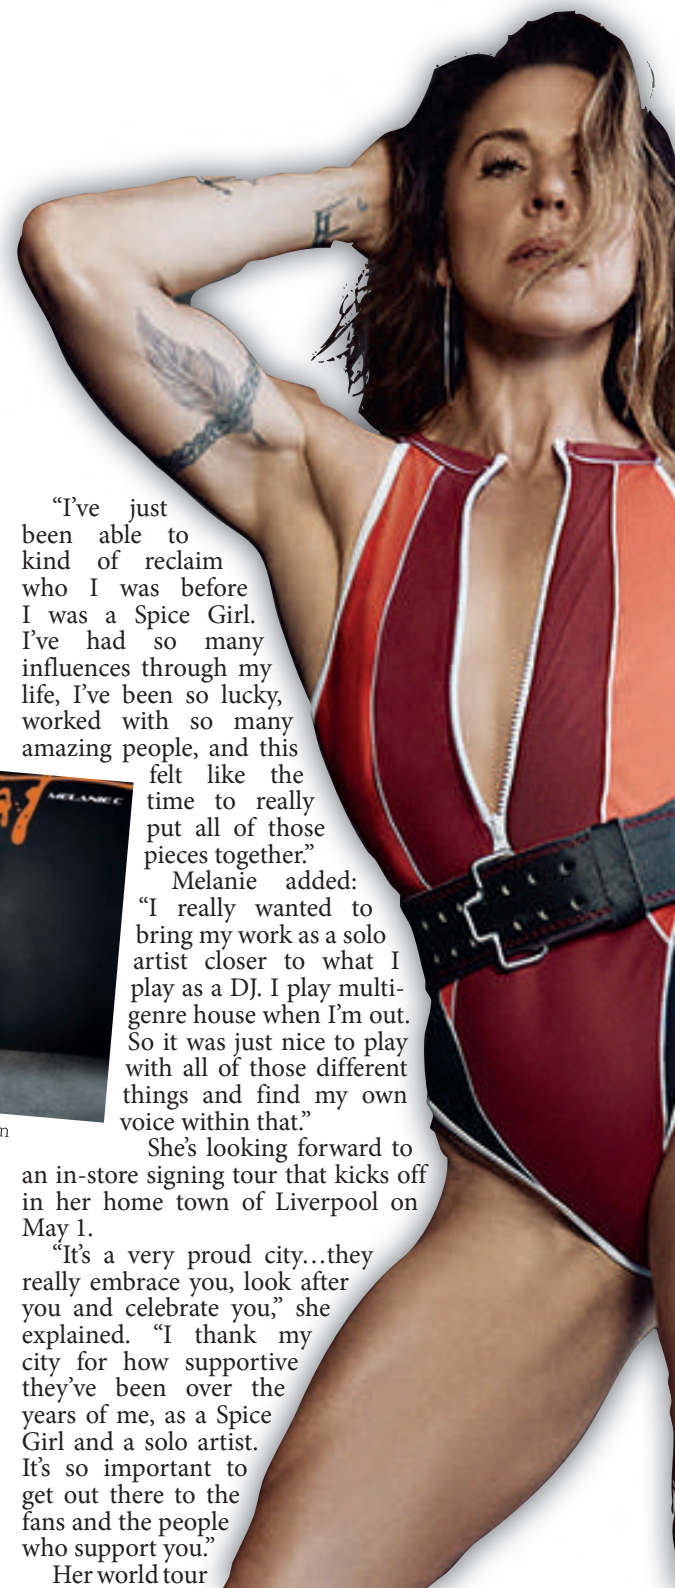 “I’ve just
been able to
kind of reclaim
who I was before
I was a Spice Girl.
I’ve had so many
influences through my
life, I’ve been so lucky,
worked with so many
amazing people, and this
felt like the
time to really
put all of those
pieces together.”
Melanie added:
“I really wanted to
bring my work as a solo
artist closer to what I
play as a DJ. I play multi-
genre house when I’m out.
So it was just nice to play
with all of those different
things and find my own
voice within that.”
She’s looking forward to
an in-store signing tour that kicks off
in her home town of Liverpool on
May 1.
“It’s a very proud city…they
really embrace you, look after
you and celebrate you,” she
explained. “I thank my
city for how supportive
they’ve been over the
years of me, as a Spice
Girl and a solo artist.
It’s so important to
get out there to the
fans and the people
who support you.”
Her world tour
MELANIE C